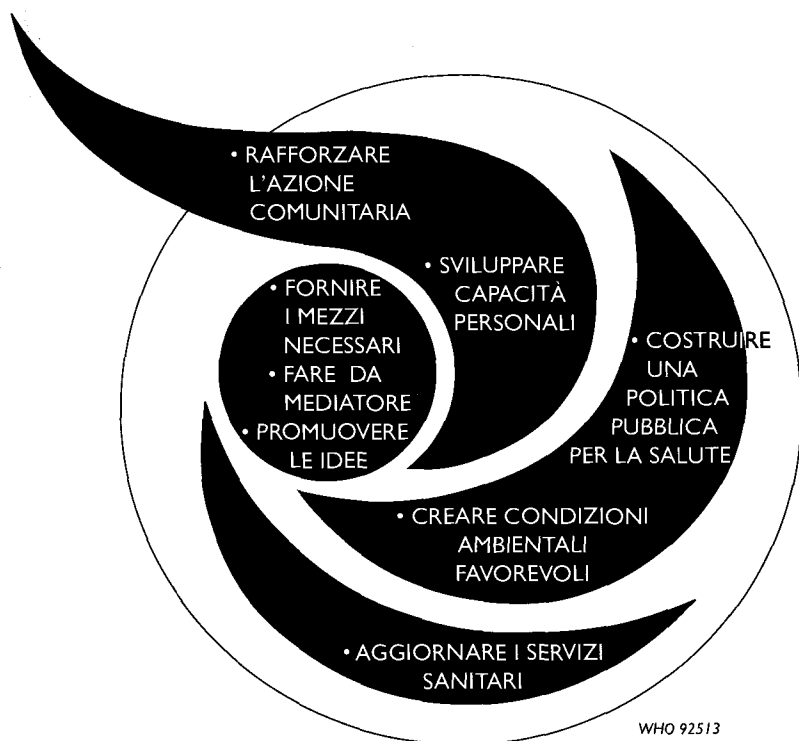 • RAFFORZARE
L'AZIONE
COMUNITARIA
• SVILUPPARE
CAPACITÀ
PERSONALI
• FORNIRE
I MEZZI
NECESSARI
• FARE DA
MEDIATORE
• PROMUOVERE
LE IDEE
• COSTRUIRE
UNA
POLITICA
PUBBLICA
PER LA SALUTE
• CREARE CONDIZIONI
AMBIENTALI
FAVOREVOLI
• AGGIORNARE I SERVIZI
SANITARI
WHO 92513